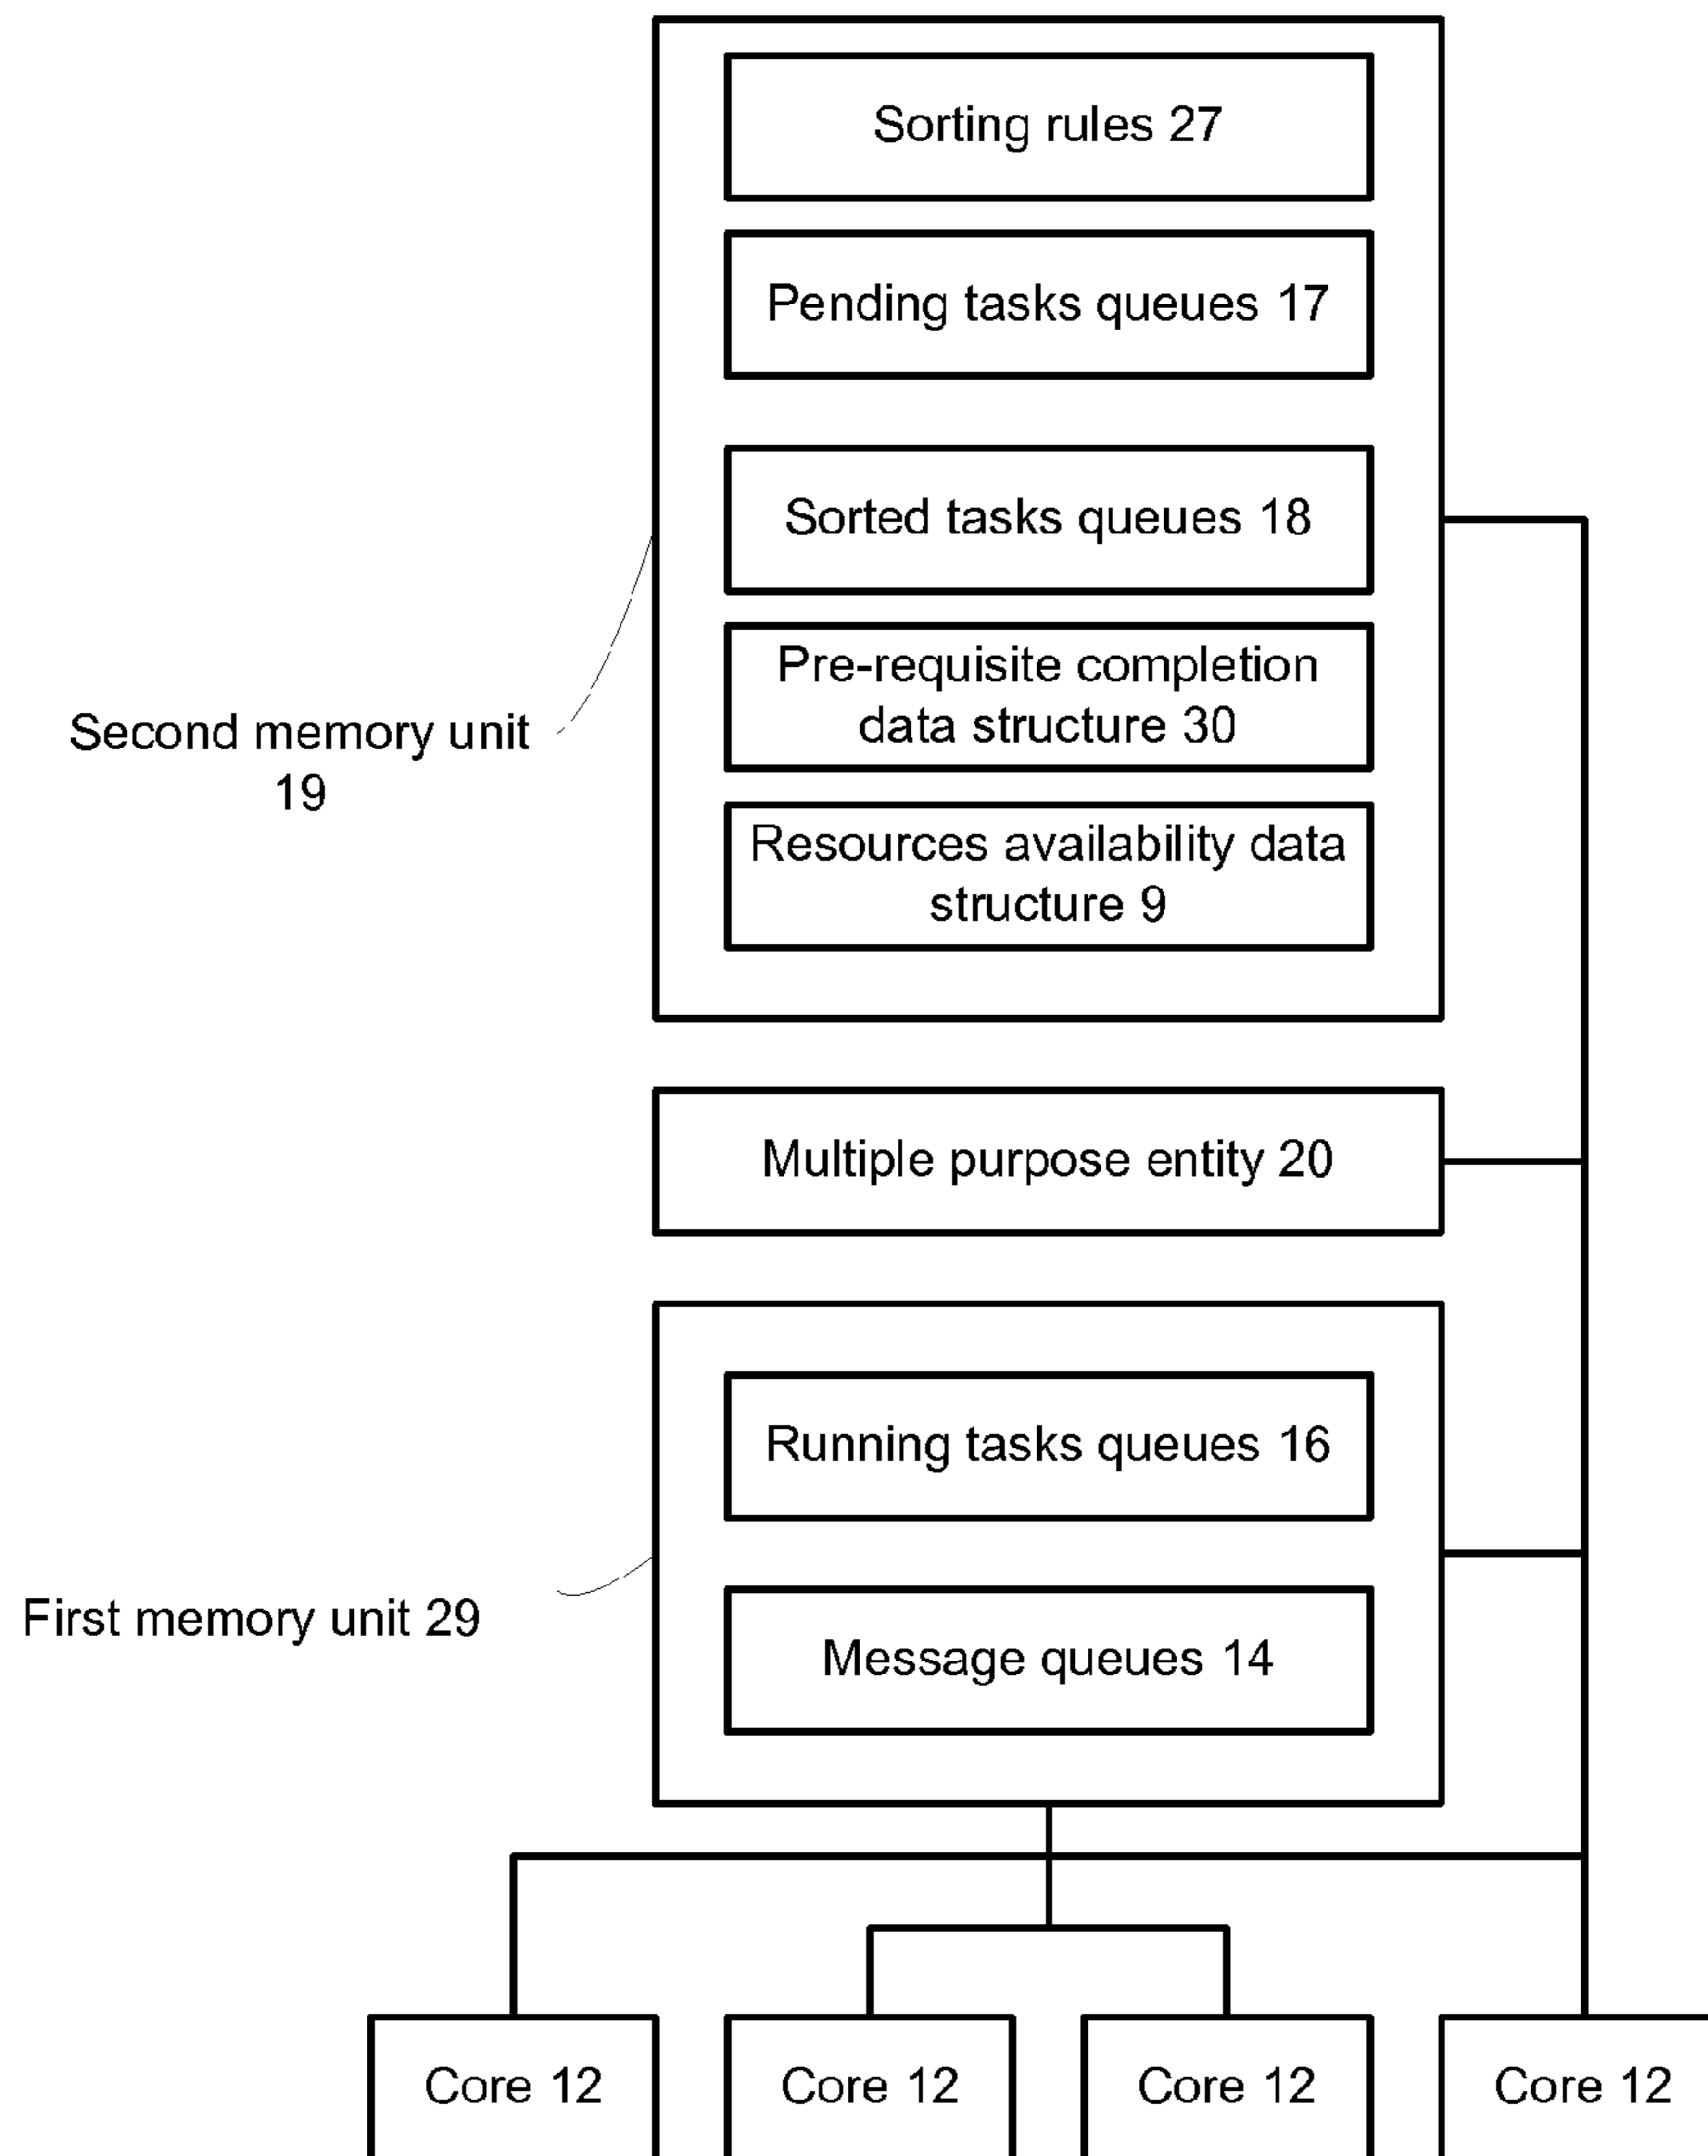 Sorting rules 27
Pending tasks queues 17
Sorted tasks queues 18
Pre-requisite completion
data structure 30
Second memory unit
19
Resources availability data
structure 9
Multiple purpose entity 20
Running tasks queues 16
First memory unit 29
Message queues 14
Core 12
Core 12
Core 12
Core 12